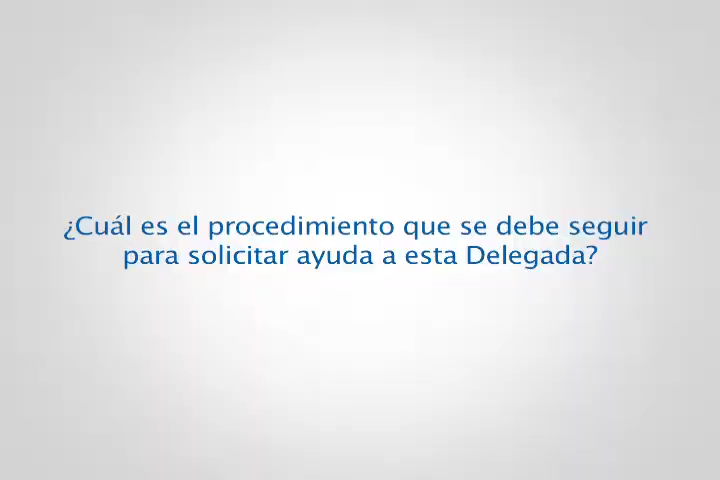 ¿Cuál es el procedimiento que se debe seguir
para solicitar ayuda a esta Delegada?